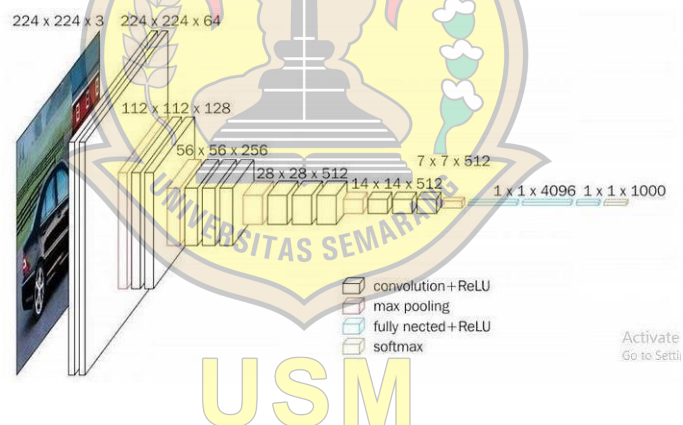 224 x 224 x 3 224 x 224 x 64
112 x 112 x 128
56 x 56 x 256
28 x 28 x 512
14 x 14 x 512
7 x 7 x 512
1 x 1 x 4096 1 x 1 x 1000
UNIVERSITAS SEMARANG
convolution+ReLU
max pooling
fully nected+ReLU
softmax
Activate
Go to Setti
USM